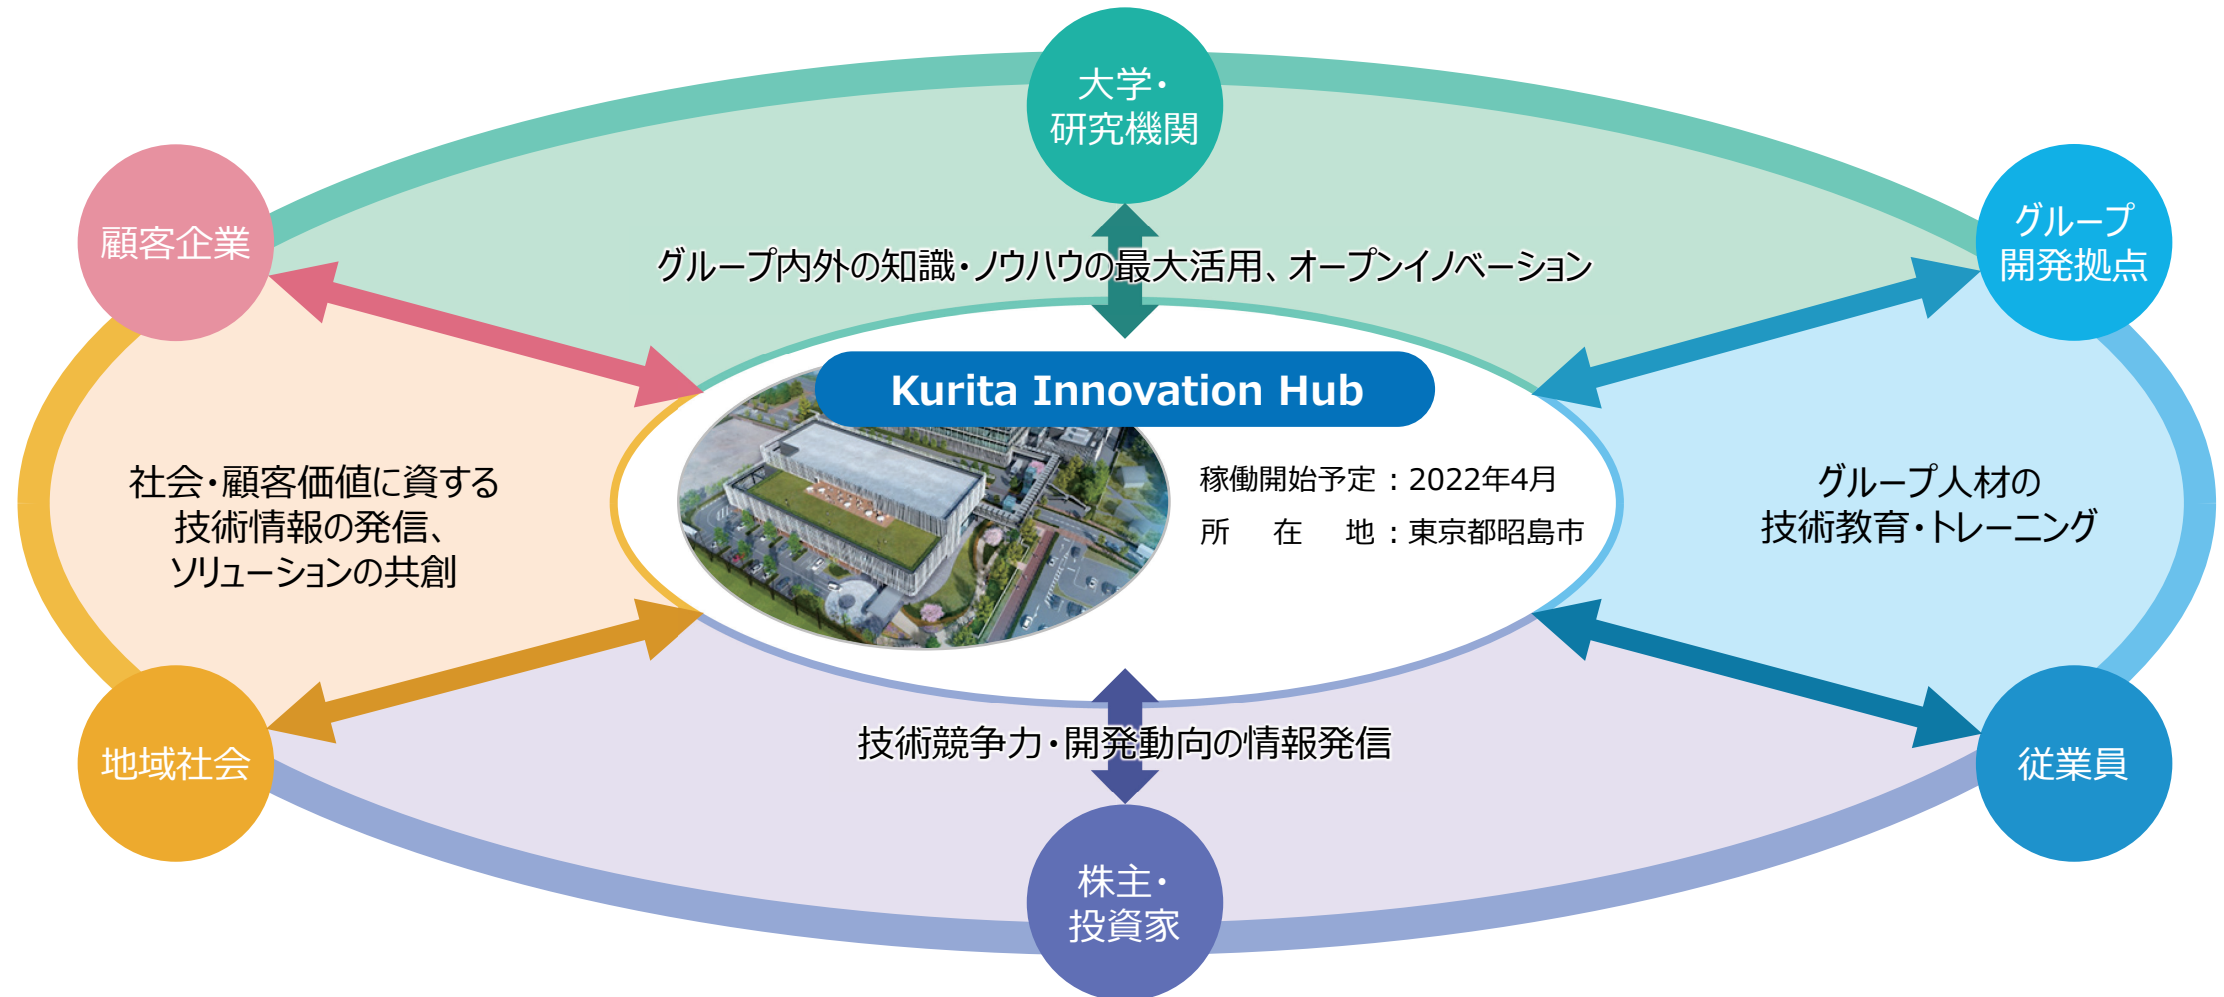 大学・
研究機関
顧客企業
グループ
開発拠点
グループ内外の知識・ノウハウの最大活用、オープンイノベーション
Kurita Innovation Hub
稼働開始予定：2022年4月
所在地：東京都昭島市
社会・顧客価値に資する
技術情報の発信、
ソリューションの共創
グループ人材の
技術教育・トレーニング
技術競争力・開発動向の情報発信
地域社会
従業員
株主・
投資家